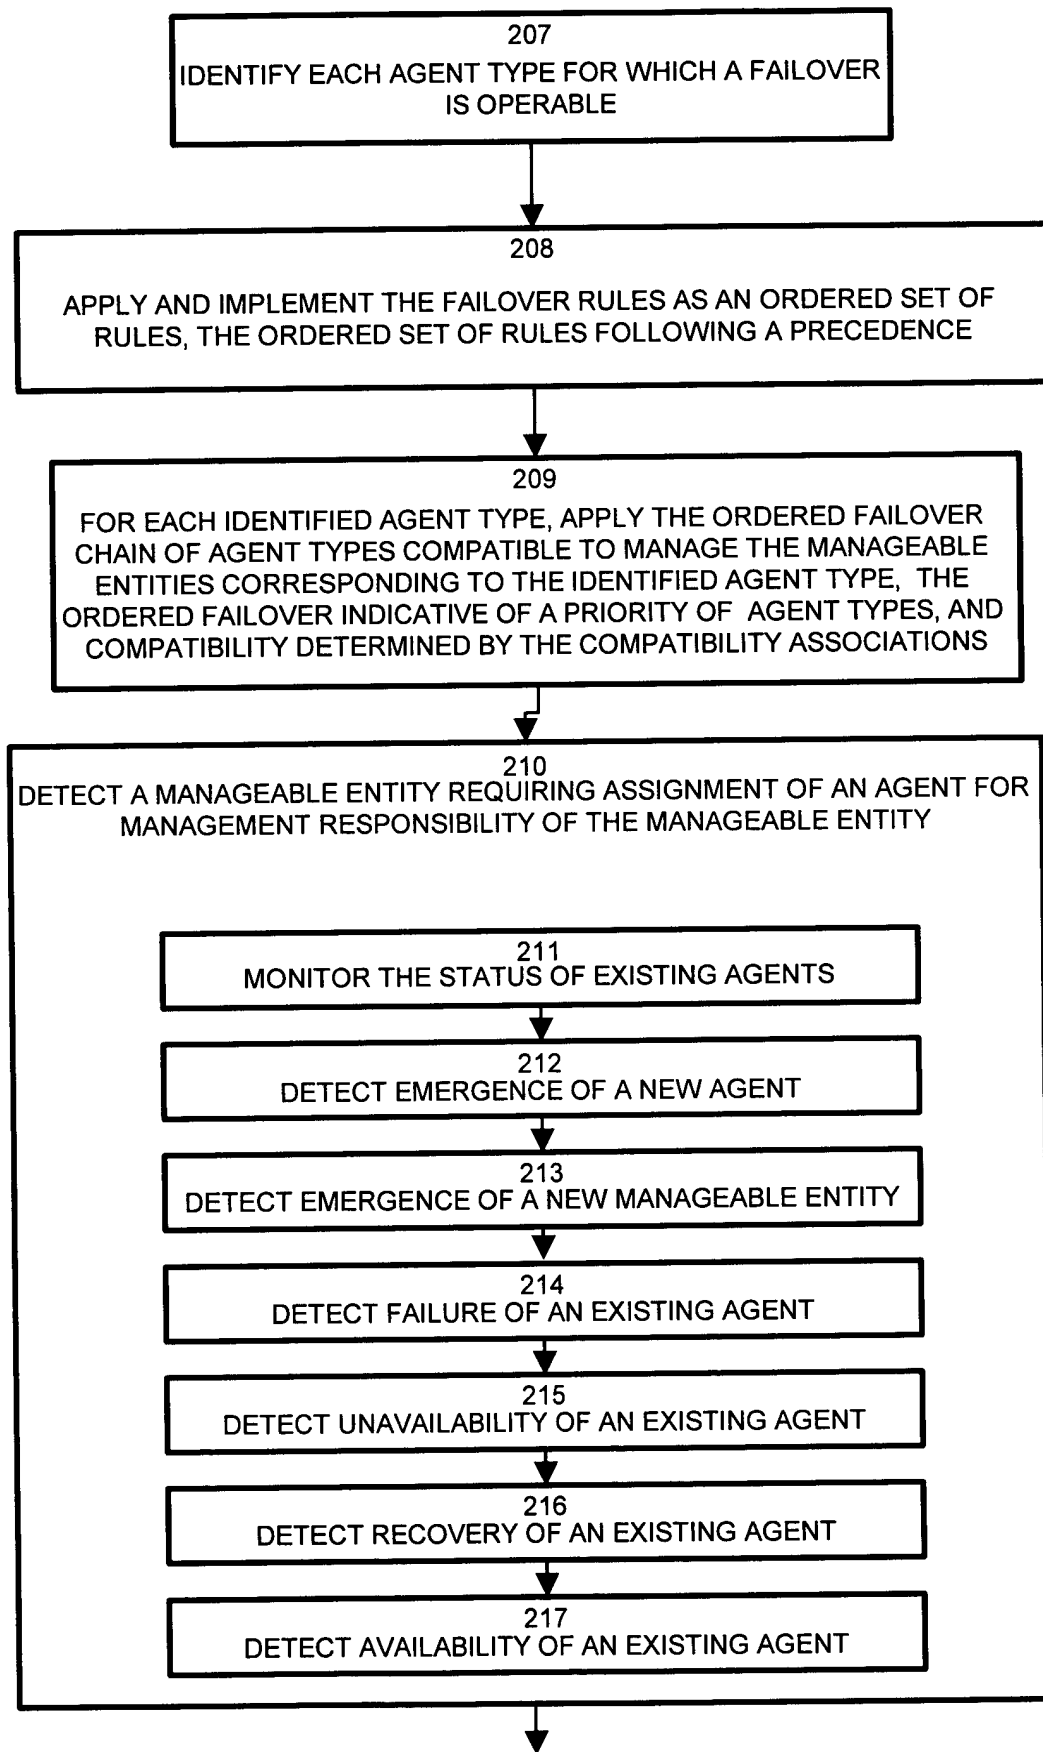 207
IDENTIFY EACH AGENT TYPE FOR WHICH A FAILOVER
IS OPERABLE
208
APPLY AND IMPLEMENT THE FAILOVER RULES AS AN ORDERED SET OF
RULES, THE ORDERED SET OF RULES FOLLOWING A PRECEDENCE
209
FOR EACH IDENTIFIED AGENT TYPE, APPLY THE ORDERED FAILOVER
CHAIN OF AGENT TYPES COMPATIBLE TO MANAGE THE MANAGEABLE
ENTITIES CORRESPONDING TO THE IDENTIFIED AGENT TYPE, THE
ORDERED FAILOVER INDICATIVE OF A PRIORITY OF AGENT TYPES, AND
COMPATIBILITY DETERMINED BY THE COMPATIBILITY ASSOCIATIONS
210
DETECT A MANAGEABLE ENTITY REQUIRING ASSIGNMENT OF AN AGENT FOR
MANAGEMENT RESPONSIBILITY OF THE MANAGEABLE ENTITY
211
MONITOR THE STATUS OF EXISTING AGENTS
212
DETECT EMERGENCE OF A NEW AGENT
213
DETECT EMERGENCE OF A NEW MANAGEABLE ENTITY
214
DETECT FAILURE OF AN EXISTING AGENT
215
DETECT UNAVAILABILITY OF AN EXISTING AGENT
216
DETECT RECOVERY OF AN EXISTING AGENT
217
DETECT AVAILABILITY OF AN EXISTING AGENT